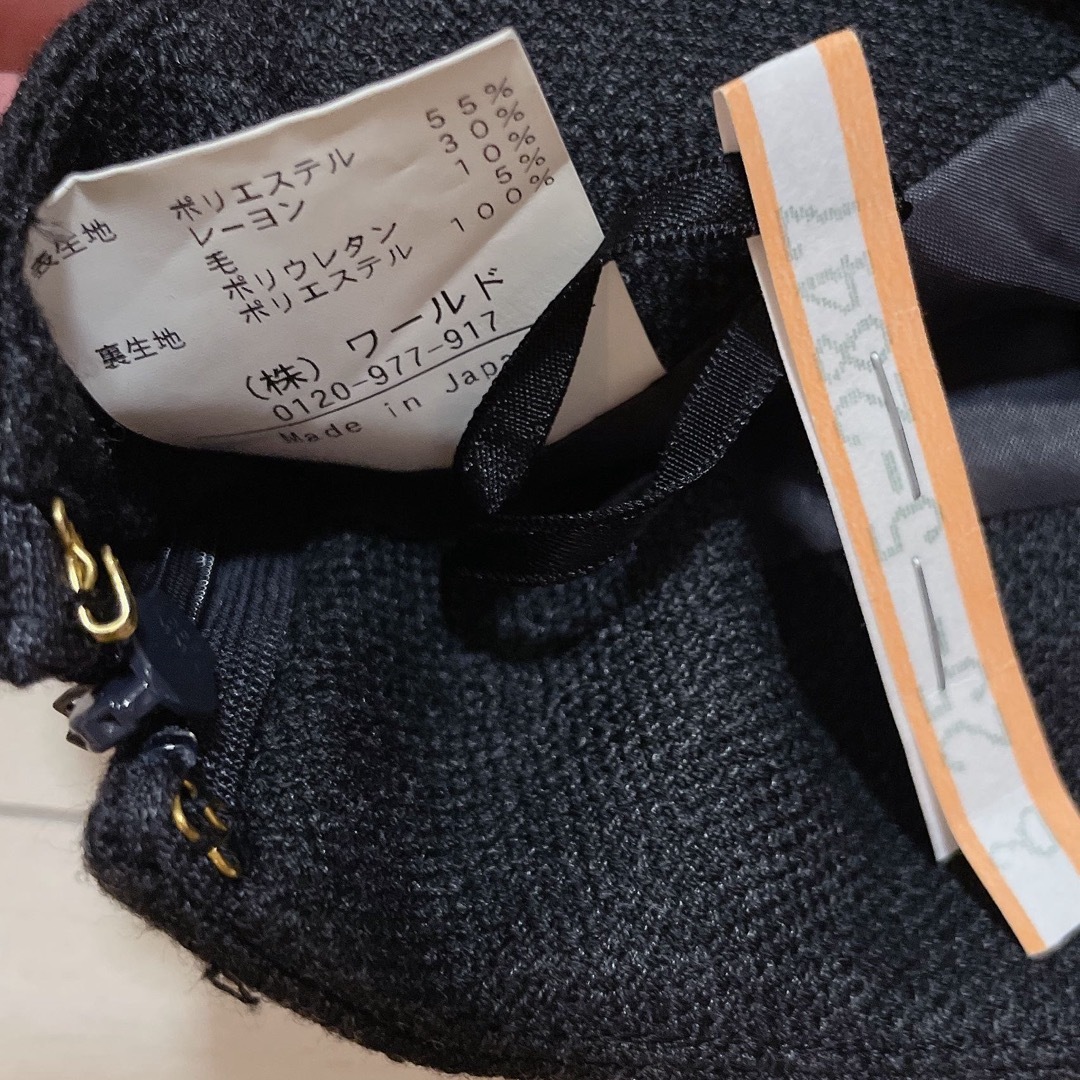 表生地 ポリエステル 55%
レーヨン 30%
毛 10%
ポリウレタン 5%
裏生地 ポリエステル 100%
(株)ワールド
0120-977-917
Made in